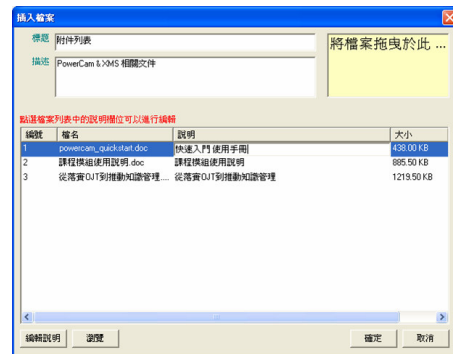 插入檔案
標題 附件列表
將檔案拖曳於此 ...
描述 PowerCam & XMS 相關文件
點選檔案列表中的說明欄位可以進行編輯
編號 檔名 說明 大小
1 powercam_quickstart.doc 快速入門 使用手冊 438.00 KB
2 課程模組使用說明.doc 課程模組使用說明 885.50 KB
3 從落實OJT到推動知識管理.... 從落實OJT到推動知識管理 1219.50 KB
編輯說明 瀏覽 確定 取消